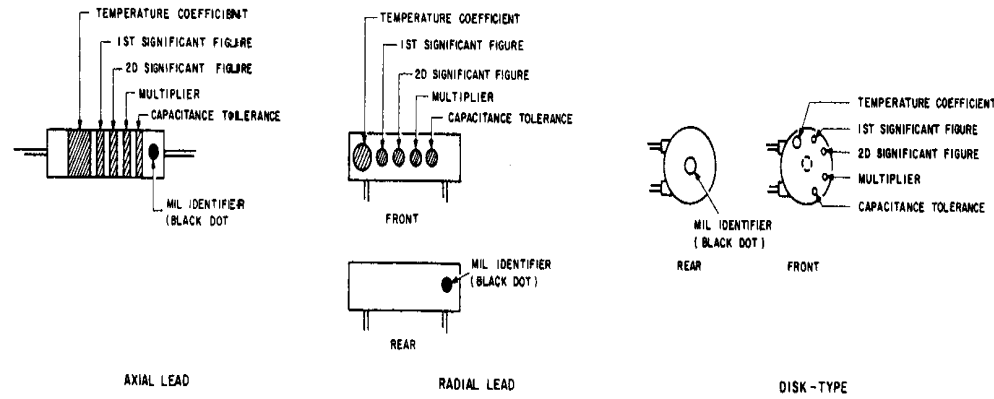 TEMPERATURE COEFFICIENT
1ST SIGNIFICANT FIGURE
2D SIGNIFICANT FIGURE
MULTIPLIER
CAPACITANCE TOLERANCE
MIL IDENTIFIER
(BLACK DOT
AXIAL LEAD
TEMPERATURE COEFFICIENT
1ST SIGNIFICANT FIGURE
2D SIGNIFICANT FIGURE
MULTIPLIER
CAPACITANCE TOLERANCE
FRONT
MIL IDENTIFIER
(BLACK DOT)
REAR
RADIAL LEAD
TEMPERATURE COEFFICIENT
1ST SIGNIFICANT FIGURE
2D SIGNIFICANT FIGURE
MULTIPLIER
CAPACITANCE TOLERANCE
MIL IDENTIFIER
(BLACK DOT)
REAR
FRONT
DISK-TYPE